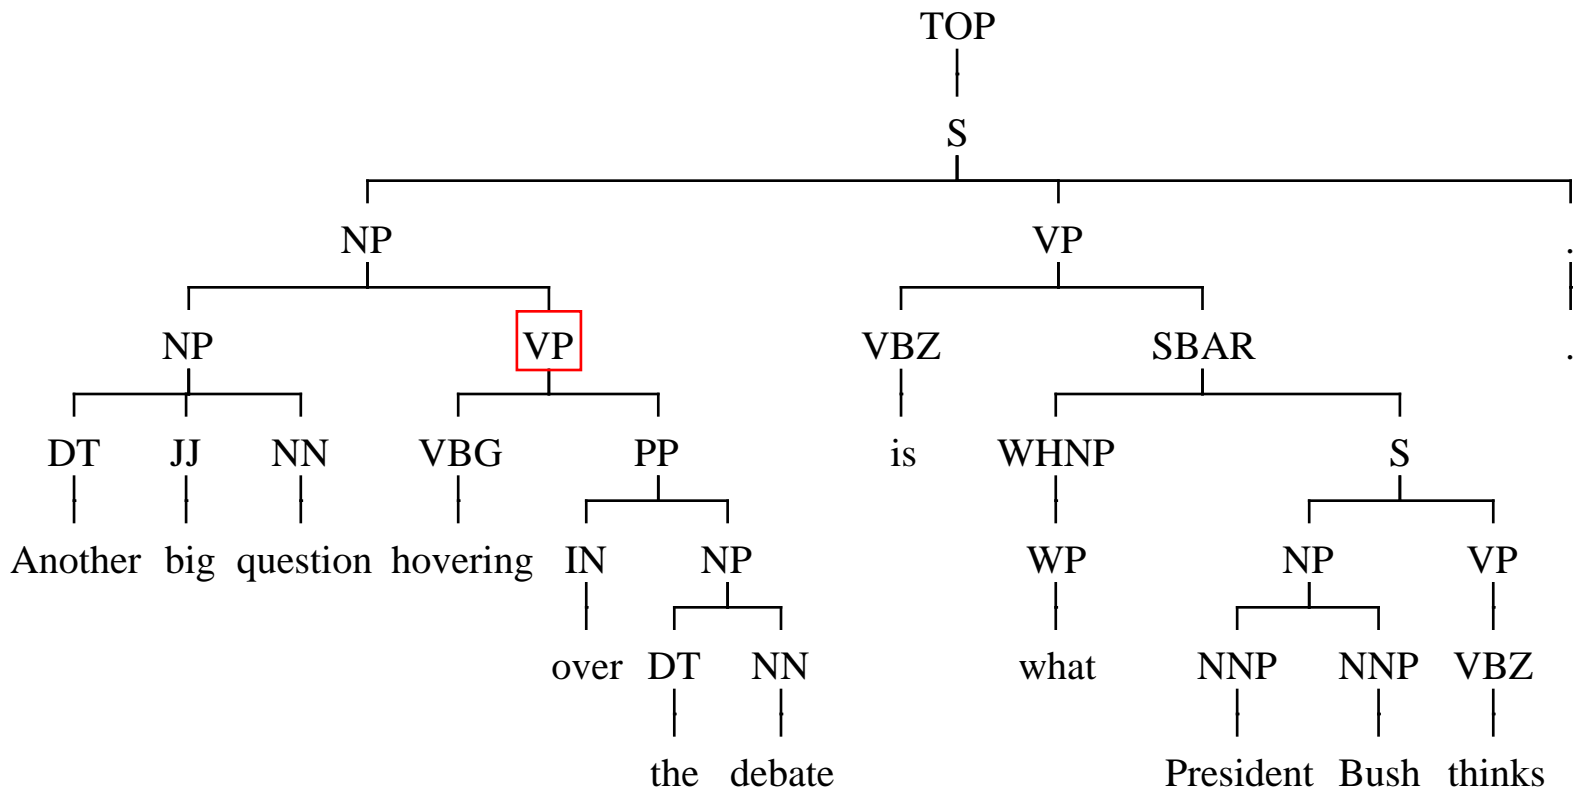 TOP
S
NP VP .
NP VP VBZ SBAR .
DT JJ NN VBG PP is WHNP S
Another big question hovering IN NP WP NP VP
over DT NN what NNP NNP VBZ
the debate President Bush thinks